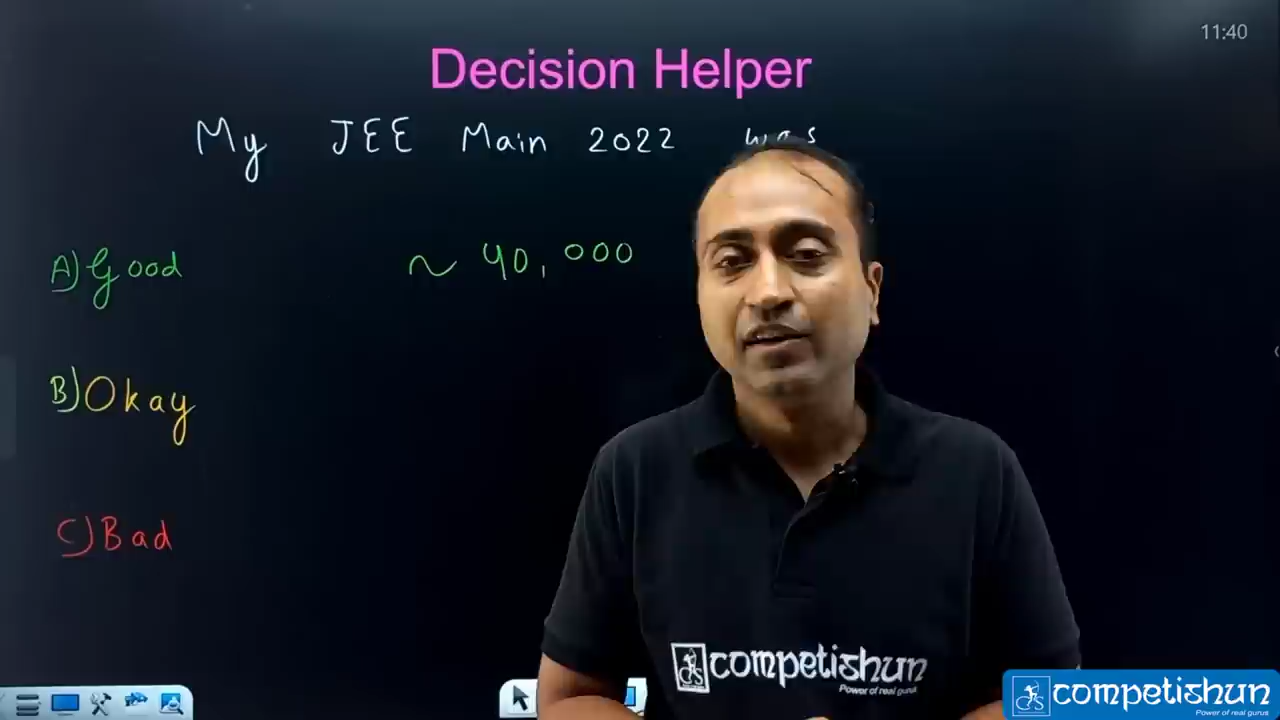 11:40
Decision Helper
My JEE Main 2022 was
A) Good ~ 40,000
B) Okay
C) Bad
competishun
Power of real gurus
competishun
Power of real gurus